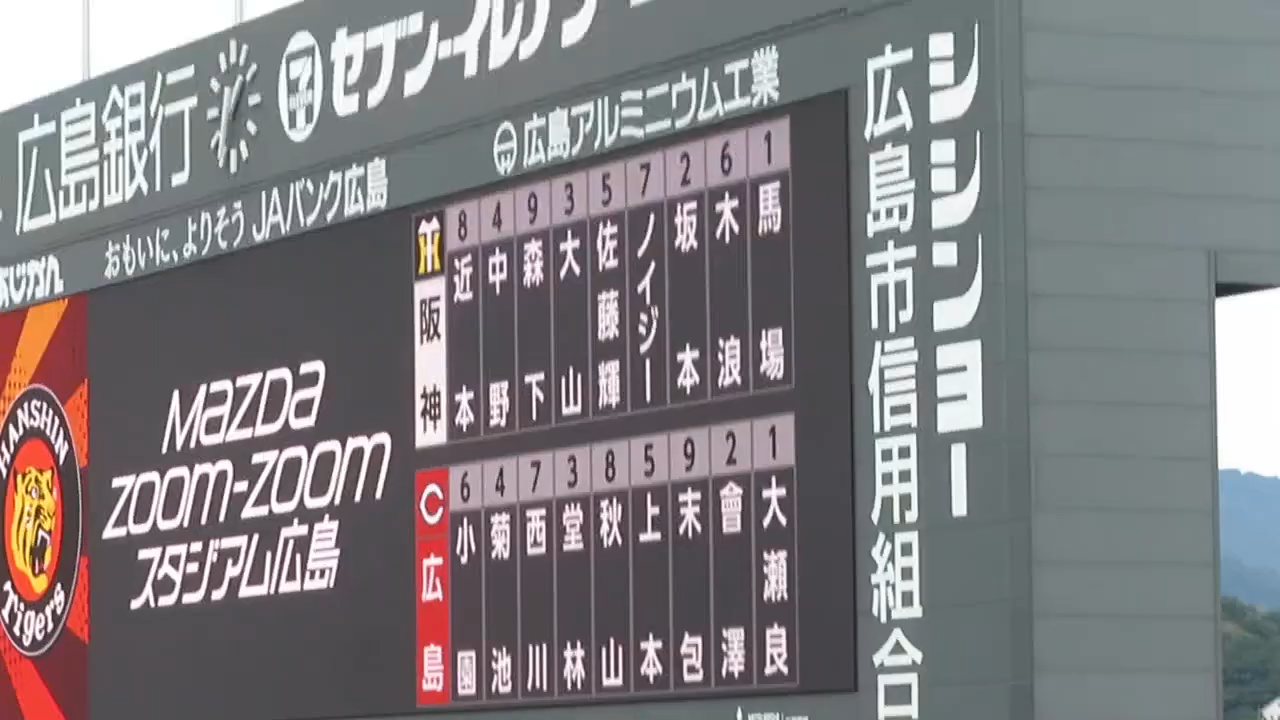 広島銀行
7
セブン-イレブン
広島アルミニウム工業
おもいに、よりそう JAバンク広島
あじかん
シシンヨー
広島市信用組合
HANSHIN
Tigers
MAZDA
ZOOM-ZOOM
スタジアム広島
阪神
8 近本
4 中野
9 森下
3 大山
5 佐藤輝
7 ノイジー
2 坂本
6 木浪
1 馬場
C 広島
6 小園
4 菊池
7 西川
3 堂林
8 秋山
5 上本
9 末包
2 會澤
1 大瀬良